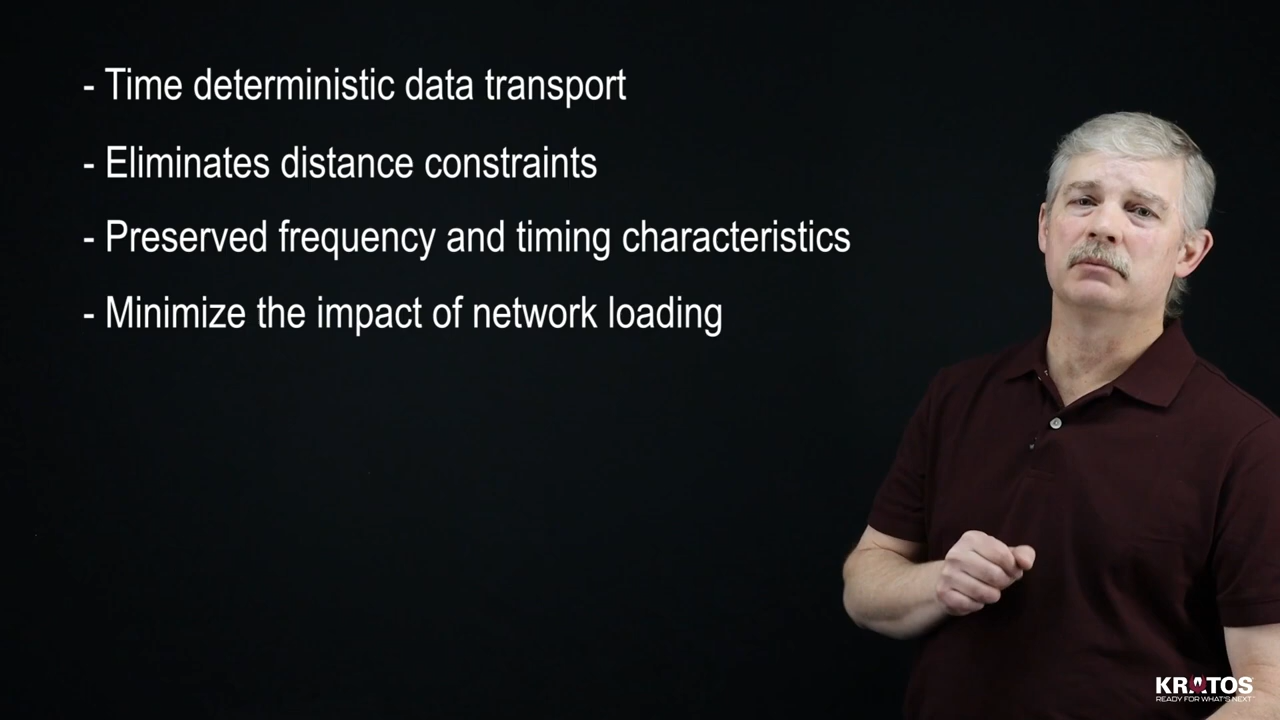 - Time deterministic data transport
- Eliminates distance constraints
- Preserved frequency and timing characteristics
- Minimize the impact of network loading
KRATOS
READY FOR WHAT'S NEXT